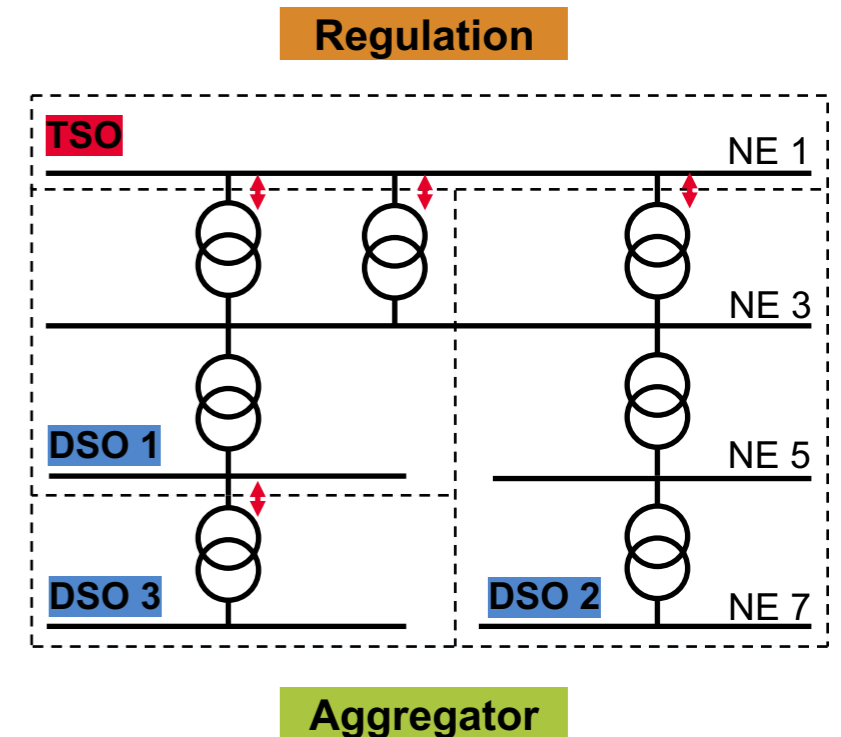 Regulation
TSO
NE 1
NE 3
DSO 1
NE 5
DSO 3
DSO 2
NE 7
Aggregator